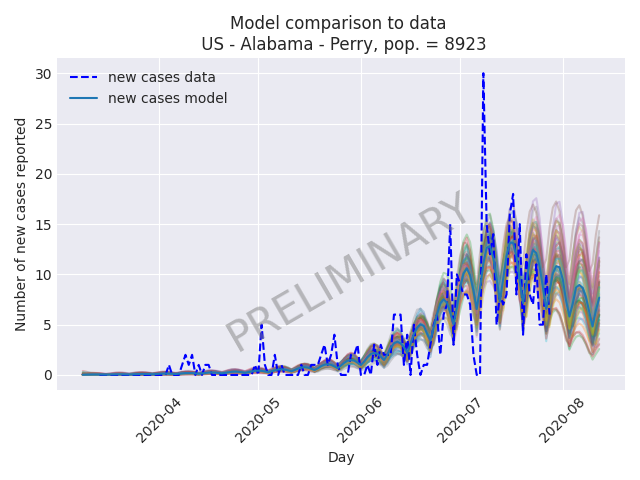 Model comparison to data
US - Alabama - Perry, pop. = 8923
new cases data
new cases model
PRELIMINARY
Number of new cases reported
30
25
20
15
10
5
0
2020-04
2020-05
2020-06
2020-07
2020-08
Day